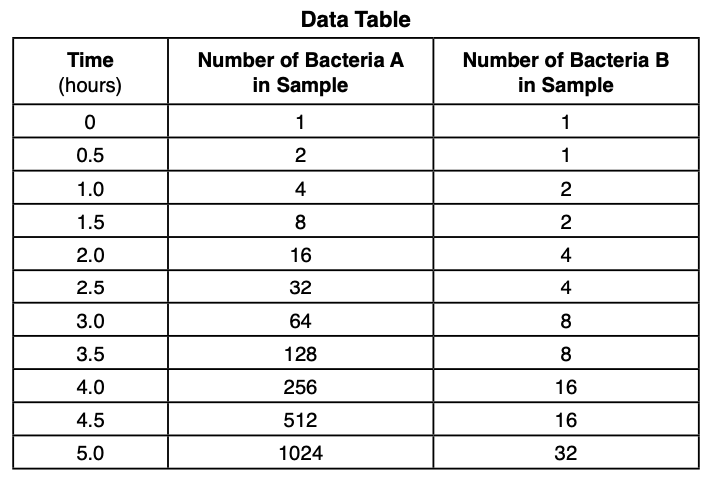 Data Table
Time (hours) Number of Bacteria A in Sample Number of Bacteria B in Sample
0 1 1
0.5 2 1
1.0 4 2
1.5 8 2
2.0 16 4
2.5 32 4
3.0 64 8
3.5 128 8
4.0 256 16
4.5 512 16
5.0 1024 32